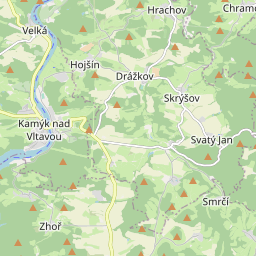 Hrachov
Chramo
Velká
Hojšín
Drážkov
Skrýšov
Kamýk nad
Vltavou
Svatý Jan
Smrčí
Zhoř